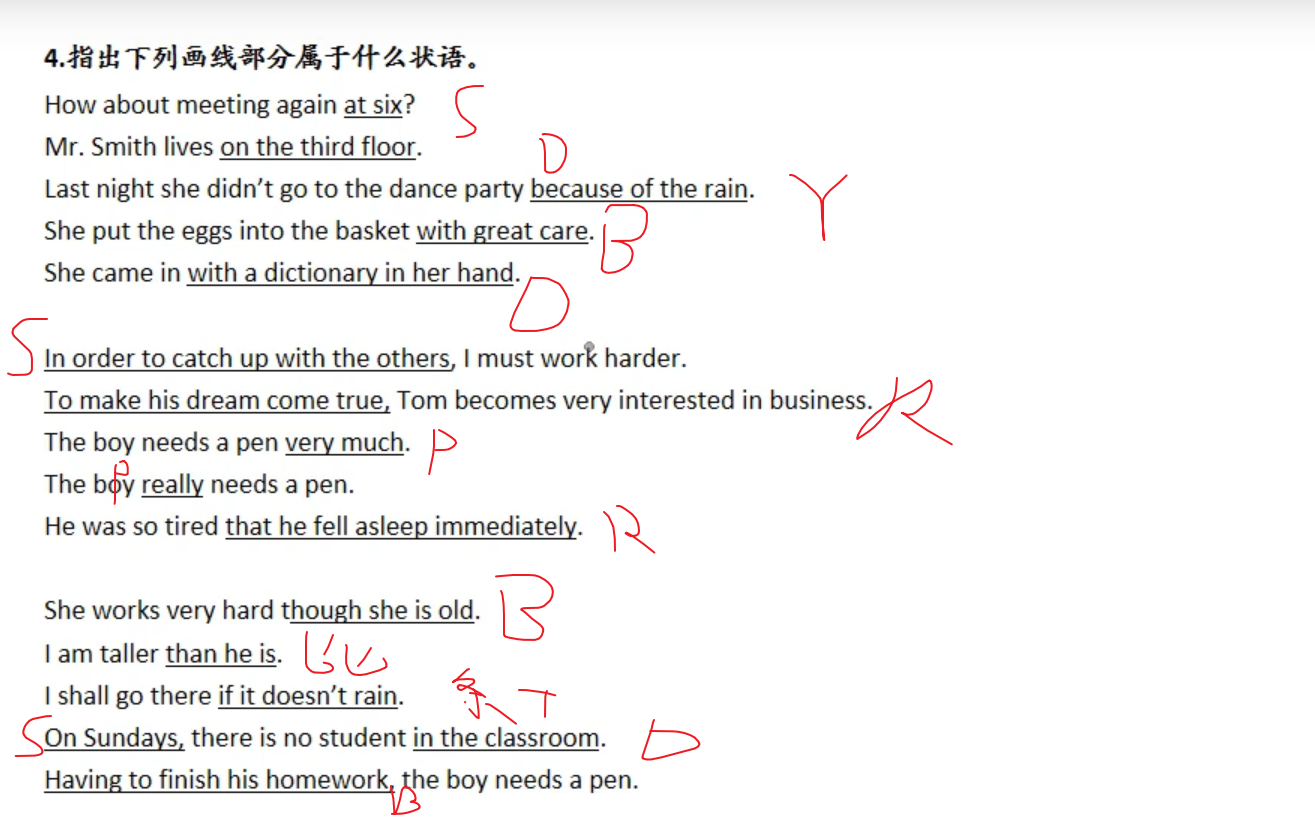 4.指出下列画线部分属于什么状语。
How about meeting again at six? S
Mr. Smith lives on the third floor. D
Last night she didn't go to the dance party because of the rain. Y
She put the eggs into the basket with great care. B
She came in with a dictionary in her hand. D
S In order to catch up with the others, I must work harder.
To make his dream come true, Tom becomes very interested in business. R
The boy needs a pen very much. P
P The boy really needs a pen.
He was so tired that he fell asleep immediately. R
She works very hard though she is old. B
I am taller than he is. 比
I shall go there if it doesn't rain. 条 T
S On Sundays, there is no student in the classroom. D
Having to finish his homework, the boy needs a pen. B